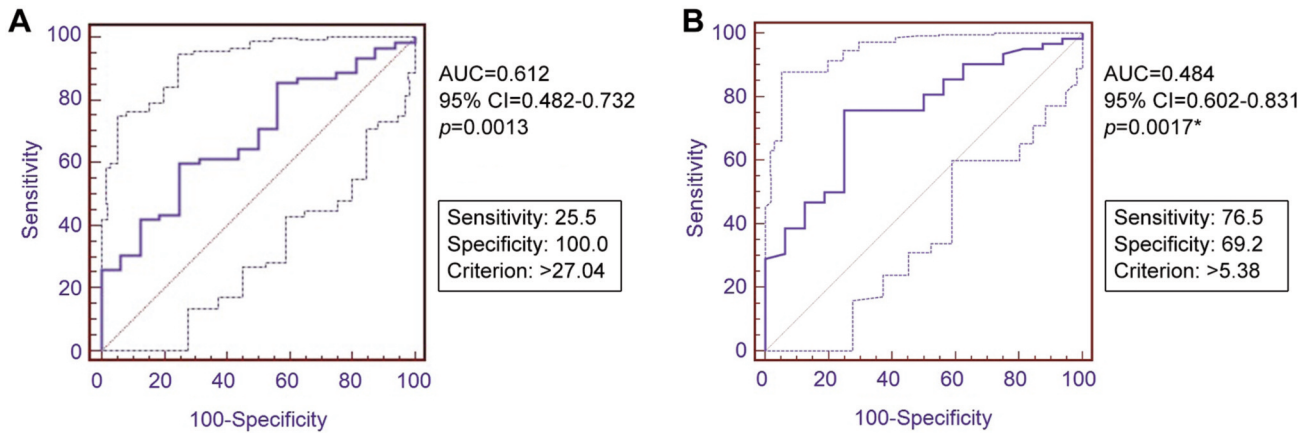 A
100
80
60
40
20
0
Sensitivity
0 20 40 60 80 100
100-Specificity
AUC=0.612
95% CI=0.482-0.732
p=0.0013
Sensitivity: 25.5
Specificity: 100.0
Criterion: >27.04
B
100
80
60
40
20
0
Sensitivity
0 20 40 60 80 100
100-Specificity
AUC=0.484
95% CI=0.602-0.831
p=0.0017*
Sensitivity: 76.5
Specificity: 69.2
Criterion: >5.38